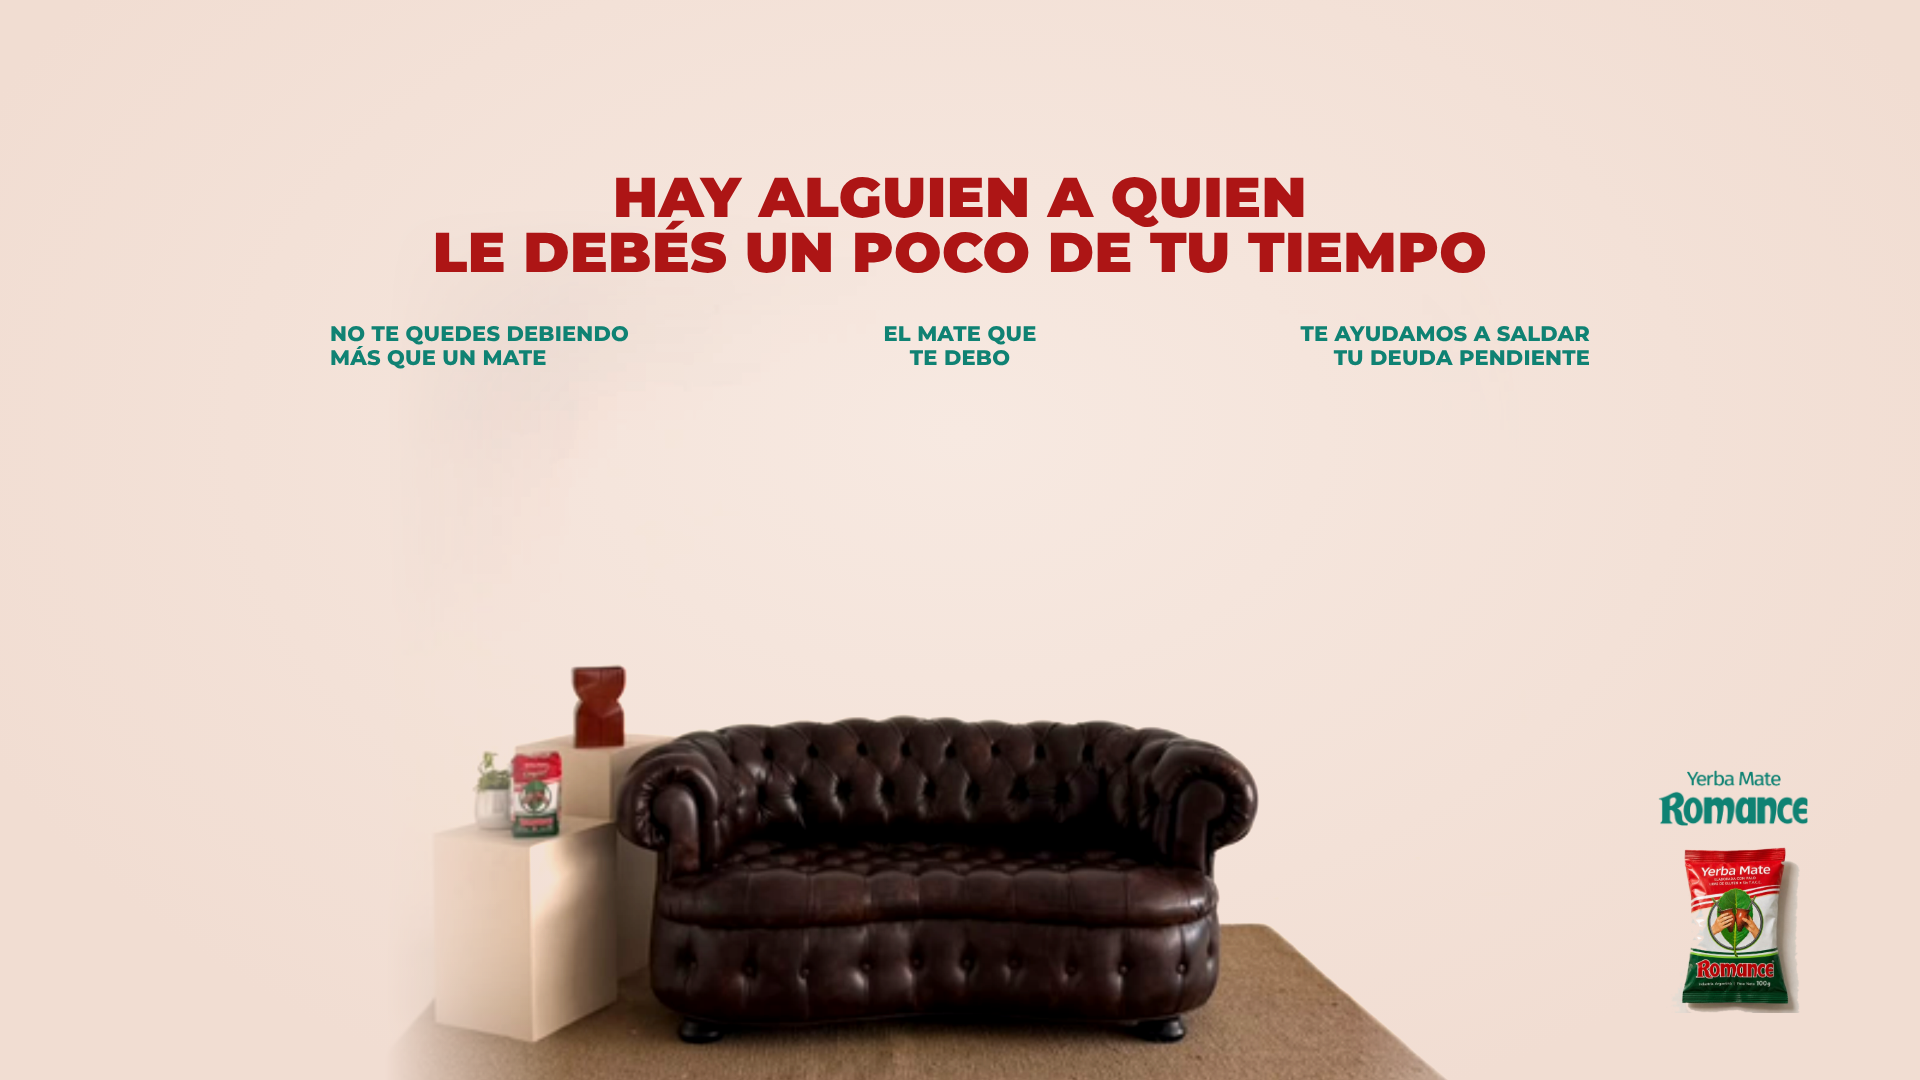 HAY ALGUIEN A QUIEN
LE DEBÉS UN POCO DE TU TIEMPO
NO TE QUEDES DEBIENDO
MÁS QUE UN MATE
EL MATE QUE
TE DEBO
TE AYUDAMOS A SALDAR
TU DEUDA PENDIENTE
Yerba Mate
Romance
Yerba Mate
Romance
100g